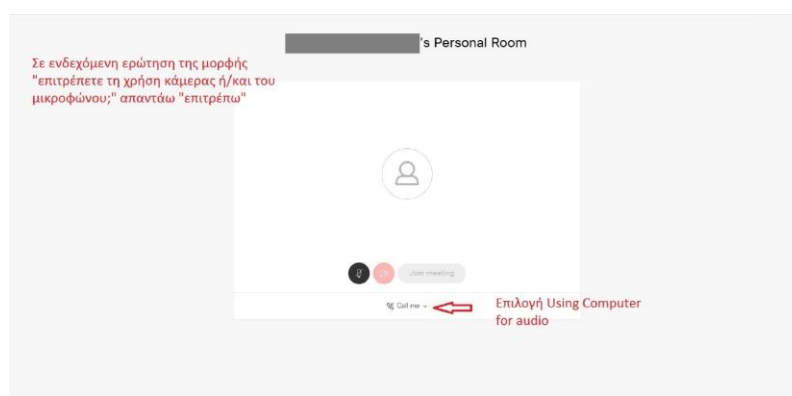 's Personal Room
Σε ενδεχόμενη ερώτηση της μορφής
"επιτρέπετε τη χρήση κάμερας ή/και του
μικροφώνου;" απαντάω "επιτρέπω"
Join meeting
Call me
Επιλογή Using Computer
for audio